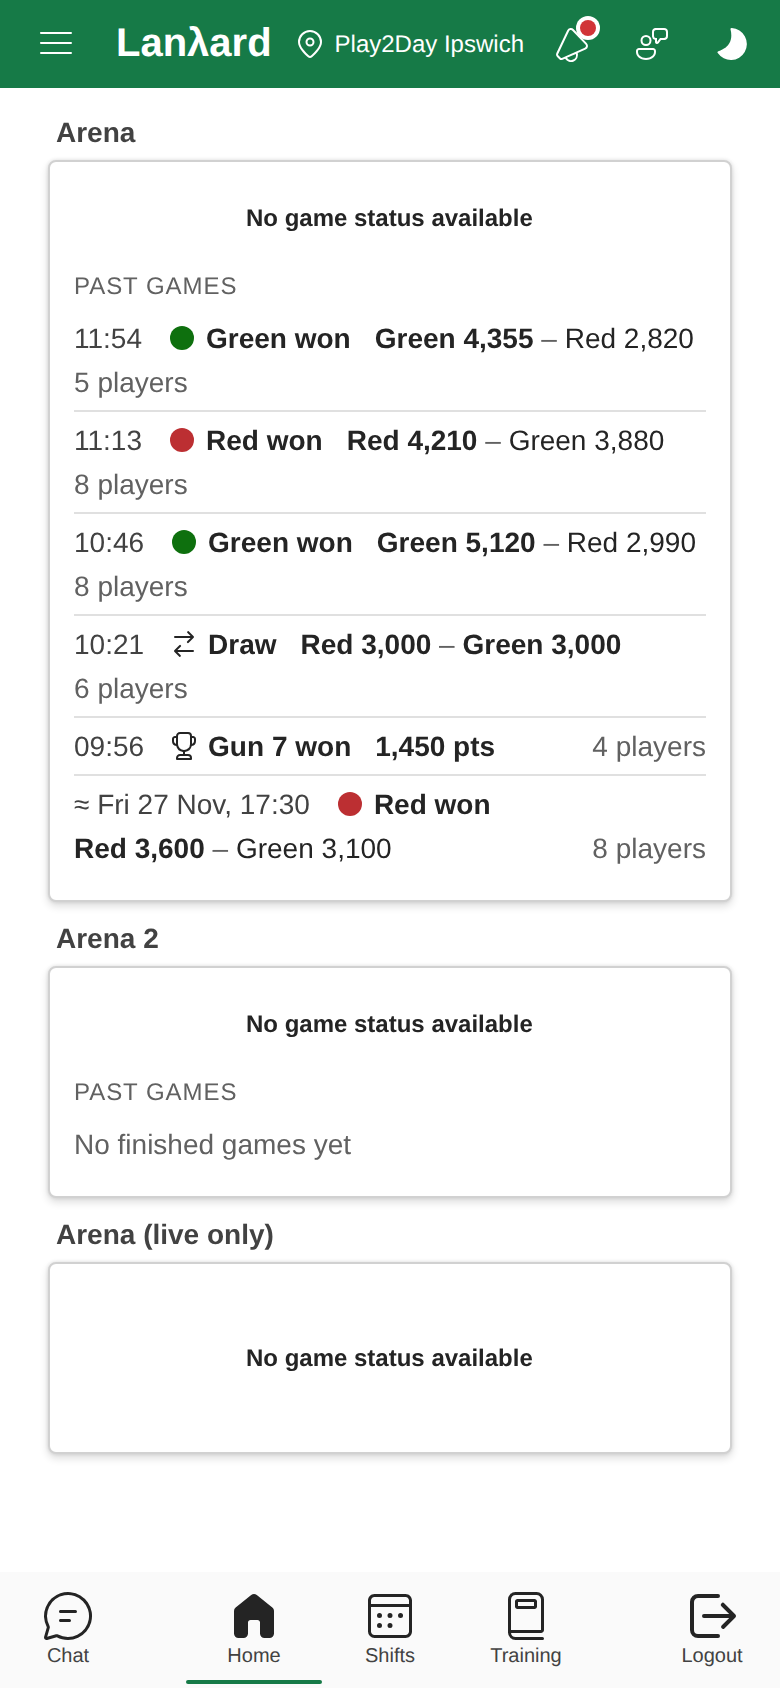 Lanλard
Play2Day Ipswich
Arena
No game status available
PAST GAMES
11:54 Green won Green 4,355 – Red 2,820
5 players
11:13 Red won Red 4,210 – Green 3,880
8 players
10:46 Green won Green 5,120 – Red 2,990
8 players
10:21 Draw Red 3,000 – Green 3,000
6 players
09:56 Gun 7 won 1,450 pts 4 players
≈ Fri 27 Nov, 17:30 Red won
Red 3,600 – Green 3,100 8 players
Arena 2
No game status available
PAST GAMES
No finished games yet
Arena (live only)
No game status available
Chat Home Shifts Training Logout